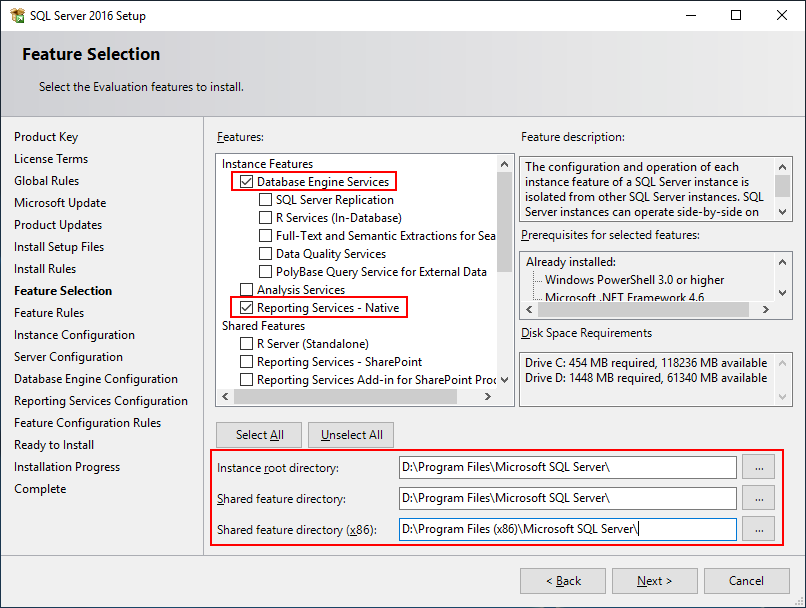 SQL Server 2016 Setup
Feature Selection
Select the Evaluation features to install.
Product Key
License Terms
Global Rules
Microsoft Update
Product Updates
Install Setup Files
Install Rules
Feature Selection
Feature Rules
Instance Configuration
Server Configuration
Database Engine Configuration
Reporting Services Configuration
Feature Configuration Rules
Ready to Install
Installation Progress
Complete
Features:
Instance Features
Database Engine Services
SQL Server Replication
R Services (In-Database)
Full-Text and Semantic Extractions for Sea
Data Quality Services
PolyBase Query Service for External Data
Analysis Services
Reporting Services - Native
Shared Features
R Server (Standalone)
Reporting Services - SharePoint
Reporting Services Add-in for SharePoint Proc
Feature description:
The configuration and operation of each
instance feature of a SQL Server instance is
isolated from other SQL Server instances. SQL
Server instances can operate side-by-side on
Prerequisites for selected features:
Already installed:
Windows PowerShell 3.0 or higher
Microsoft .NET Framework 4.6
Disk Space Requirements
Drive C: 454 MB required, 118236 MB available
Drive D: 1448 MB required, 61340 MB available
Select All
Unselect All
Instance root directory: D:\Program Files\Microsoft SQL Server\ ...
Shared feature directory: D:\Program Files\Microsoft SQL Server\ ...
Shared feature directory (x86): D:\Program Files (x86)\Microsoft SQL Server\ ...
< Back
Next >
Cancel